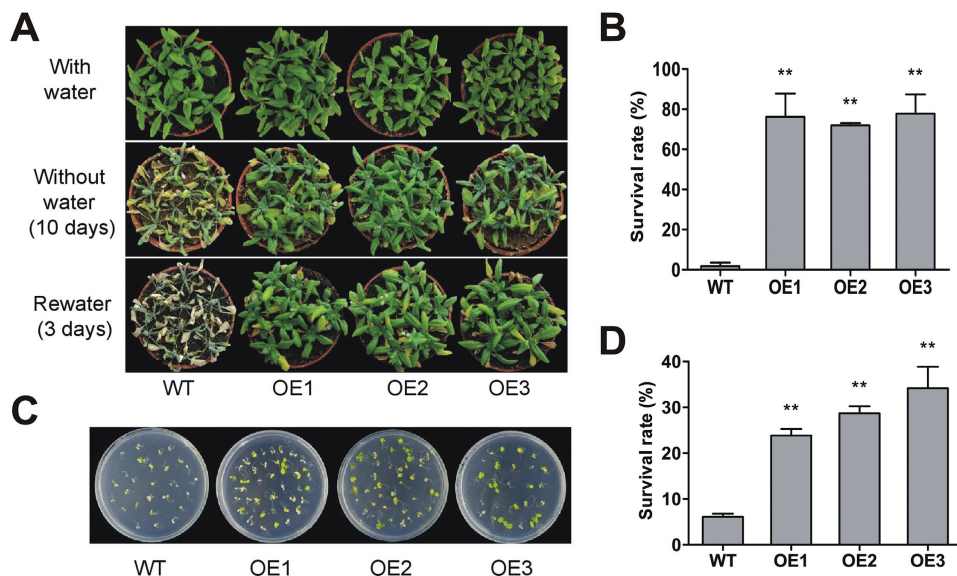 A
With
water
Without
water
(10 days)
Rewater
(3 days)
WT OE1 OE2 OE3
B
Survival rate (%)
100
80
60
40
20
0
** ** **
WT OE1 OE2 OE3
C
WT OE1 OE2 OE3
D
Survival rate (%)
40
30
20
10
0
** ** **
WT OE1 OE2 OE3